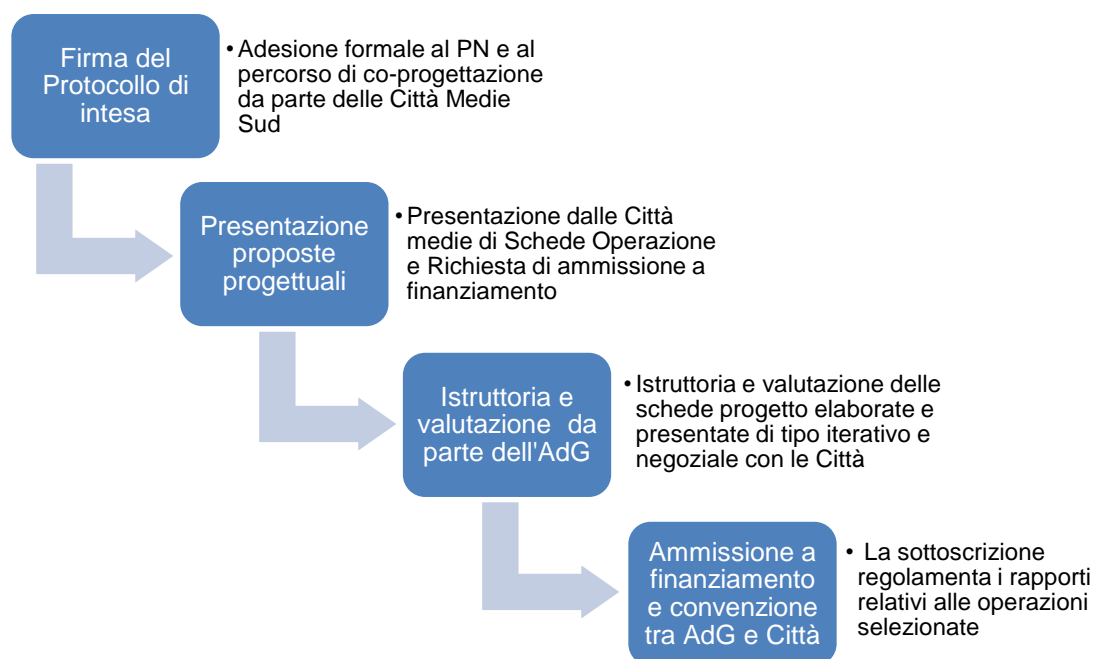 Firma del
Protocollo di
intesa
• Adesione formale al PN e al
percorso di co-progettazione
da parte delle Città Medie
Sud
Presentazione
proposte
progettuali
• Presentazione dalle Città
medie di Schede Operazione
e Richiesta di ammissione a
finanziamento
Istruttoria e
valutazione da
parte dell'AdG
• Istruttoria e valutazione delle
schede progetto elaborate e
presentate di tipo iterativo e
negoziale con le Città
Ammissione a
finanziamento
e convenzione
tra AdG e Città
• La sottoscrizione
regolamenta i rapporti
relativi alle operazioni
selezionate